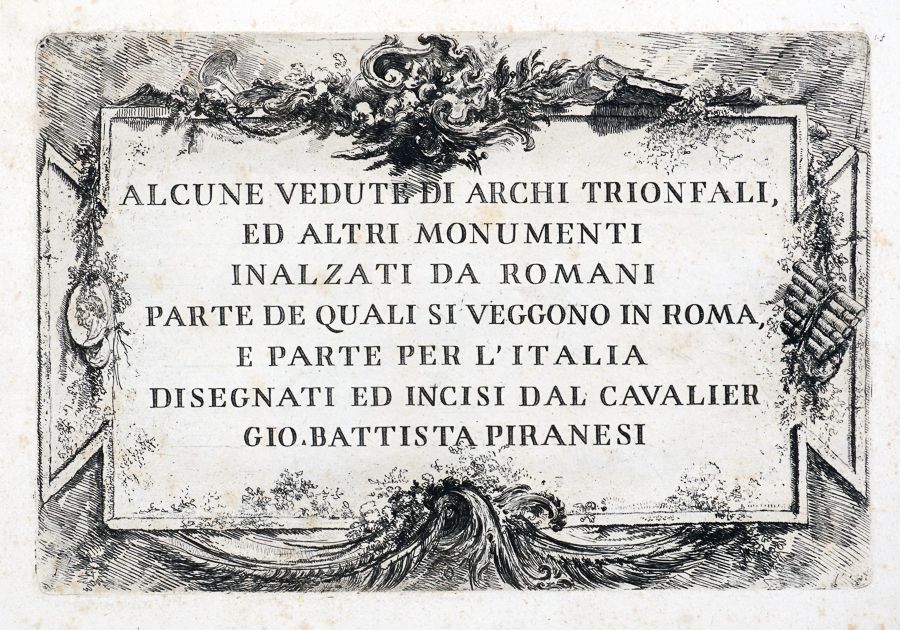 ALCUNE VEDUTE DI ARCHI TRIONFALI,
ED ALTRI MONUMENTI
INALZATI DA ROMANI
PARTE DE QUALI SI VEGGONO IN ROMA,
E PARTE PER L'ITALIA
DISEGNATI ED INCISI DAL CAVALIER
GIO. BATTISTA PIRANESI